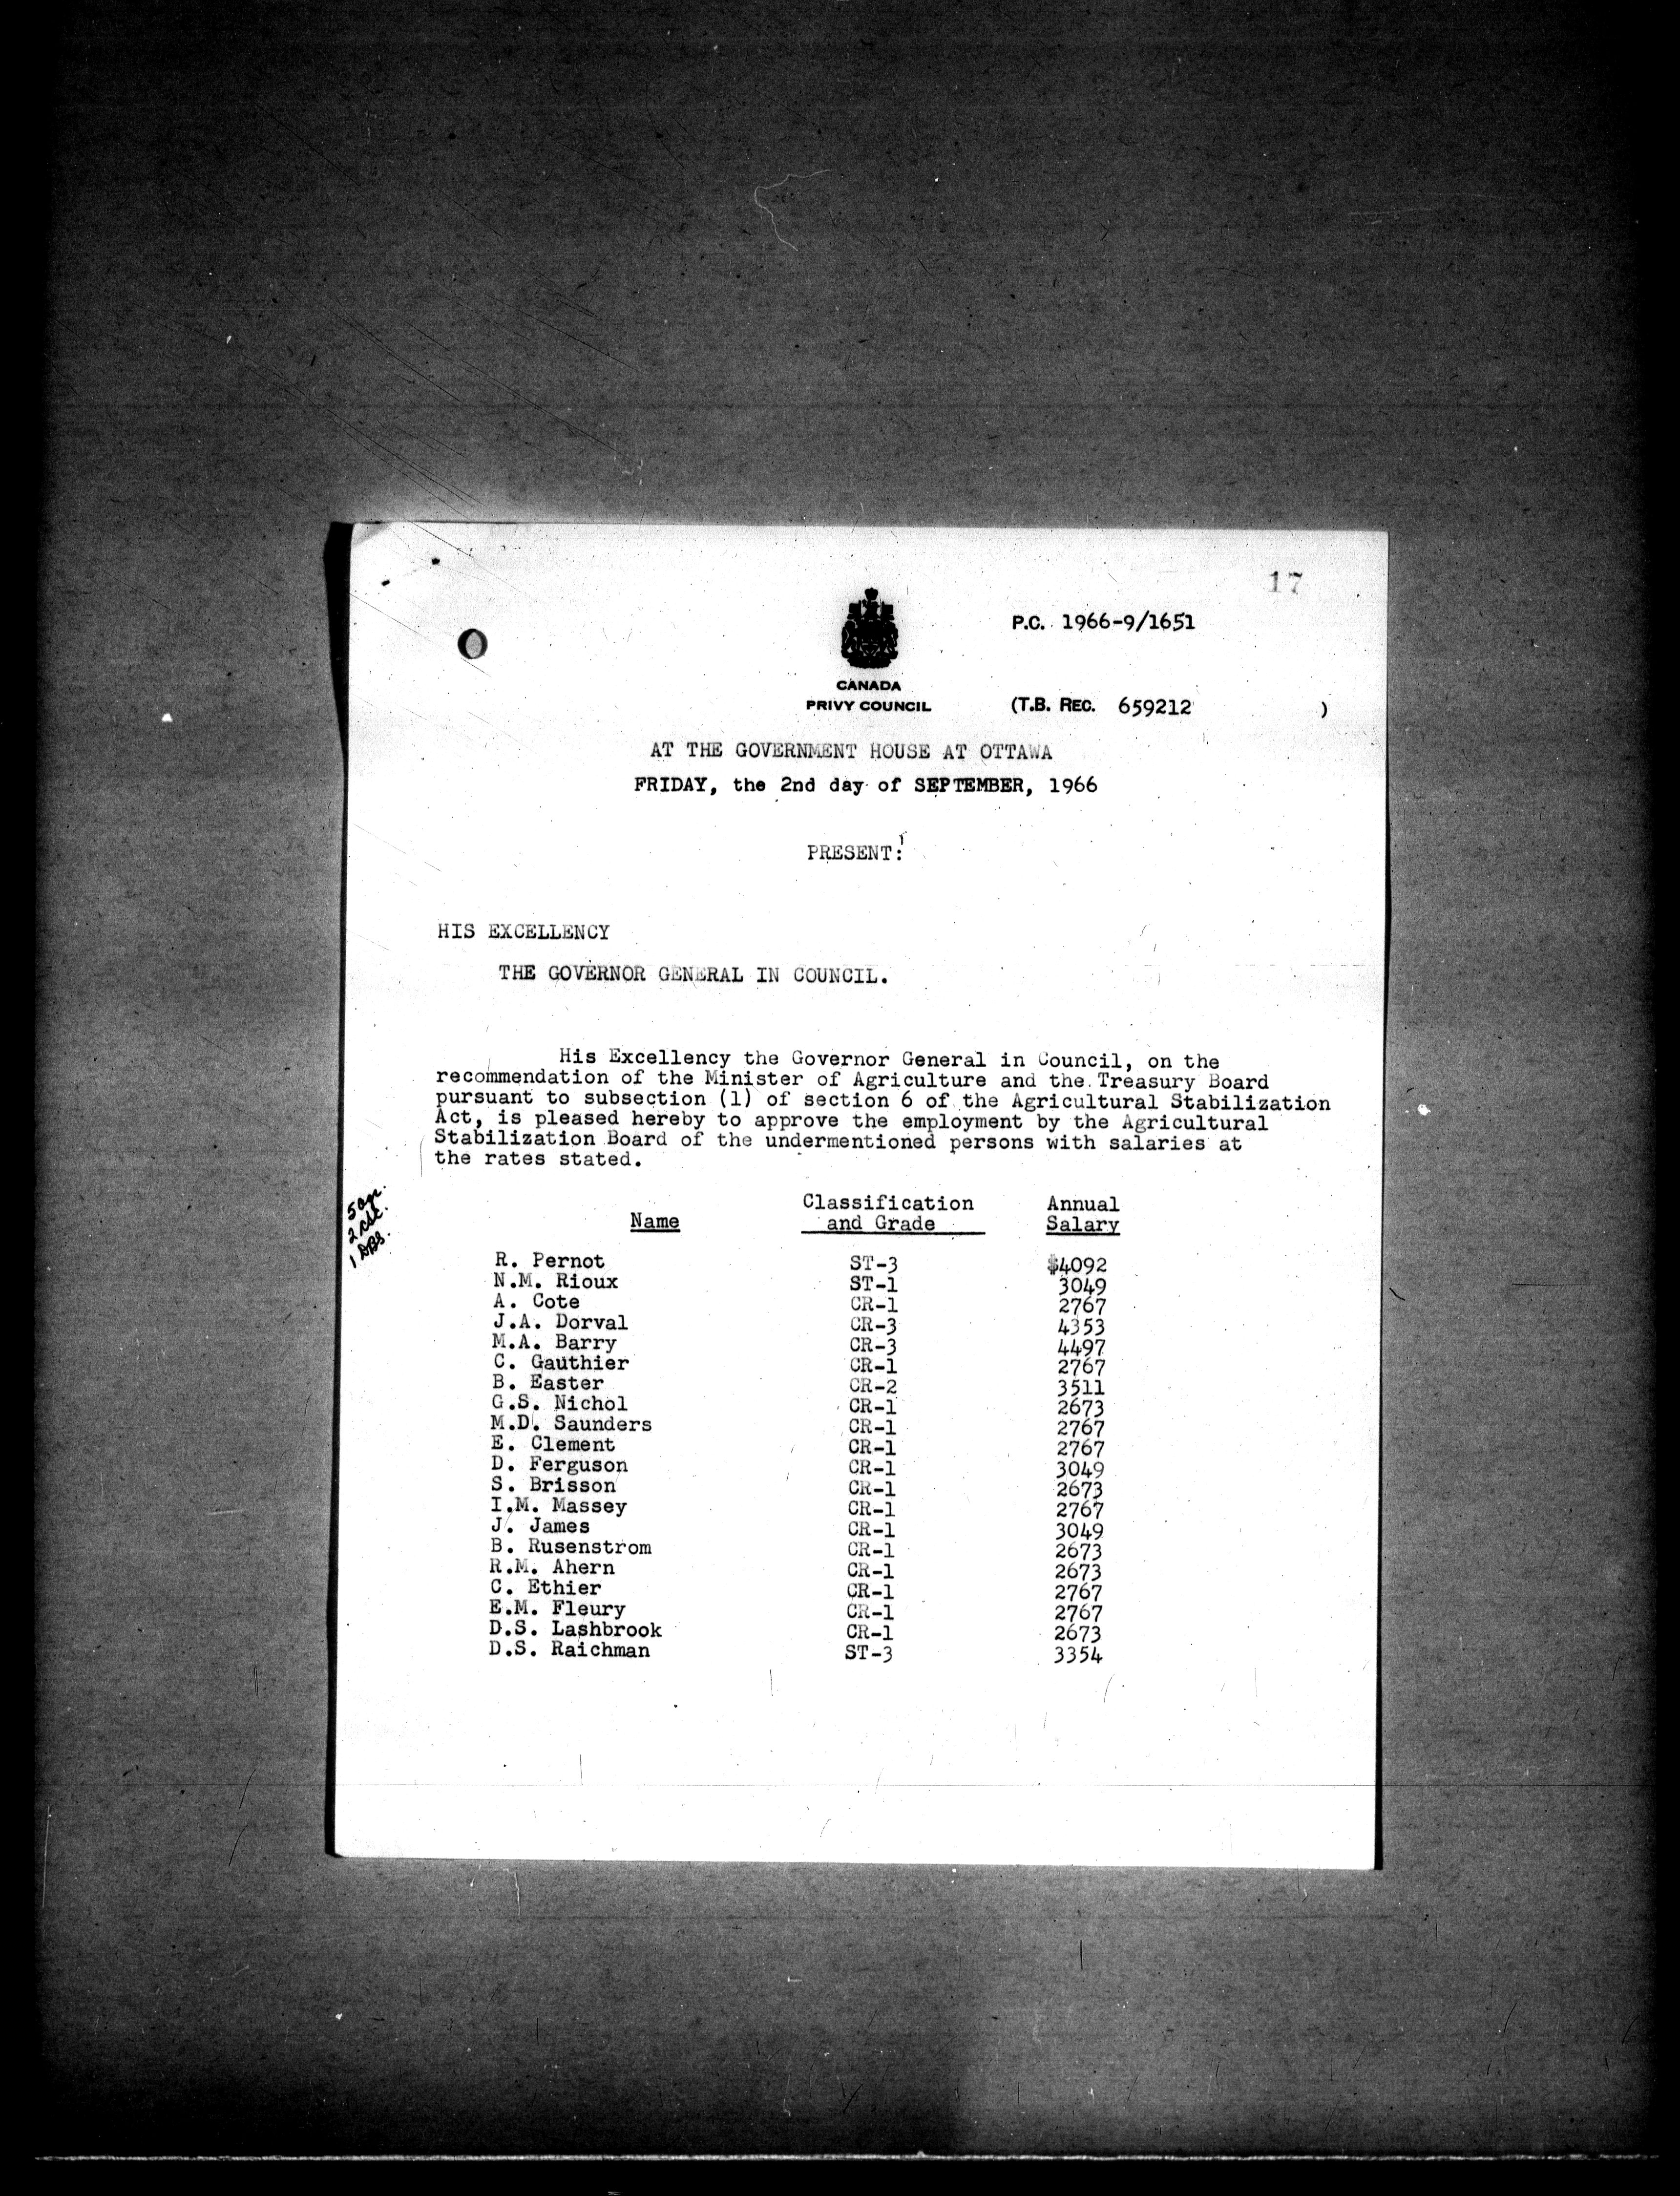 17
P.C. 1966-9/1651
CANADA
PRIVY COUNCIL
(T.B. REC. 659212 )
AT THE GOVERNMENT HOUSE AT OTTAWA
FRIDAY, the 2nd day of SEPTEMBER, 1966
PRESENT:
HIS EXCELLENCY
THE GOVERNOR GENERAL IN COUNCIL.
His Excellency the Governor General in Council, on the
recommendation of the Minister of Agriculture and the Treasury Board
pursuant to subsection (1) of section 6 of the Agricultural Stabilization
Act, is pleased hereby to approve the employment by the Agricultural
Stabilization Board of the undermentioned persons with salaries at
the rates stated.
5 agr.
2
1 DBS.
Classification Annual
Name and Grade Salary
R. Pernot ST-3 $4092
N.M. Rioux ST-1 3049
A. Cote CR-1 2767
J.A. Dorval CR-3 4353
M.A. Barry CR-3 4497
C. Gauthier CR-1 2767
B. Easter CR-2 3511
G.S. Nichol CR-1 2673
M.D. Saunders CR-1 2767
E. Clement CR-1 2767
D. Ferguson CR-1 3049
S. Brisson CR-1 2673
I.M. Massey CR-1 2767
J. James CR-1 3049
B. Rusenstrom CR-1 2673
R.M. Ahern CR-1 2673
C. Ethier CR-1 2767
E.M. Fleury CR-1 2767
D.S. Lashbrook CR-1 2673
D.S. Raichman ST-3 3354